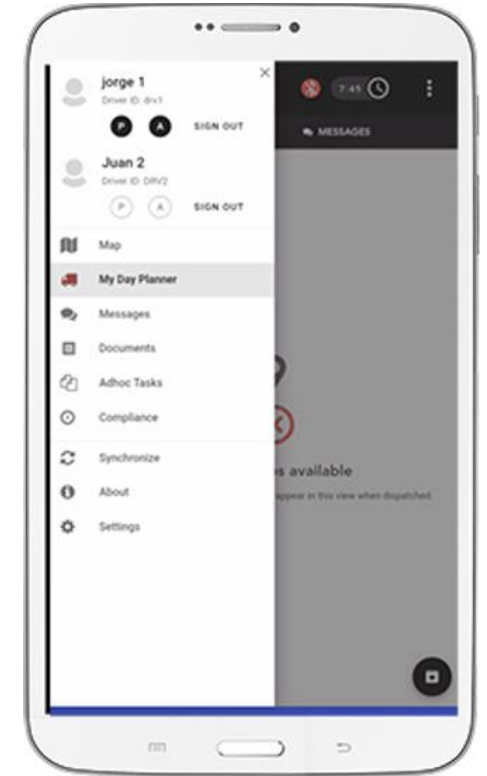 jorge 1
Driver ID: drv1
P A SIGN OUT
Juan 2
Driver ID: DRV2
P A SIGN OUT
Map
My Day Planner
Messages
Documents
Adhoc Tasks
Compliance
Synchronize
About
Settings
7:45
MESSAGES
s available
appear in this view when dispatched.